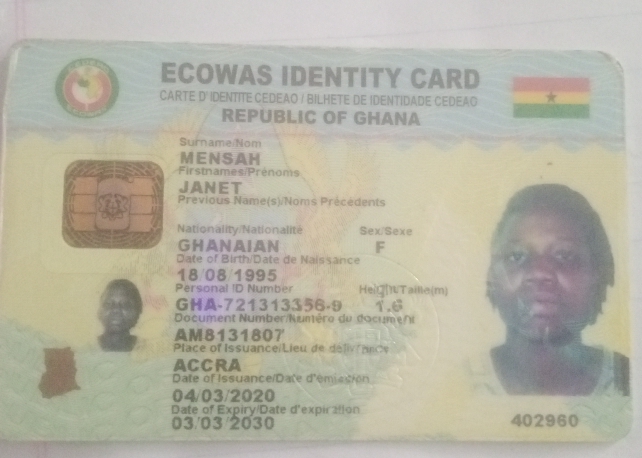 ECOWAS IDENTITY CARD
CARTE D' IDENTITE CEDEAO / BILHETE DE IDENTIDADE CEDEAO
REPUBLIC OF GHANA
Surname/Nom
MENSAH
Firstnames/Prénoms
JANET
Previous Name(s)/Noms Précédents
Nationality/Nationalité Sex/Sexe
GHANAIAN F
Date of Birth/Date de Naissance
18/08/1995
Personal ID Number Height/Taille(m)
GHA-721313356-9 1.6
Document Number/Numéro du document
AM8131807
Place of Issuance/Lieu de délivrance
ACCRA
Date of Issuance/Date d'émission
04/03/2020
Date of Expiry/Date d'expiration
03/03/2030
402960